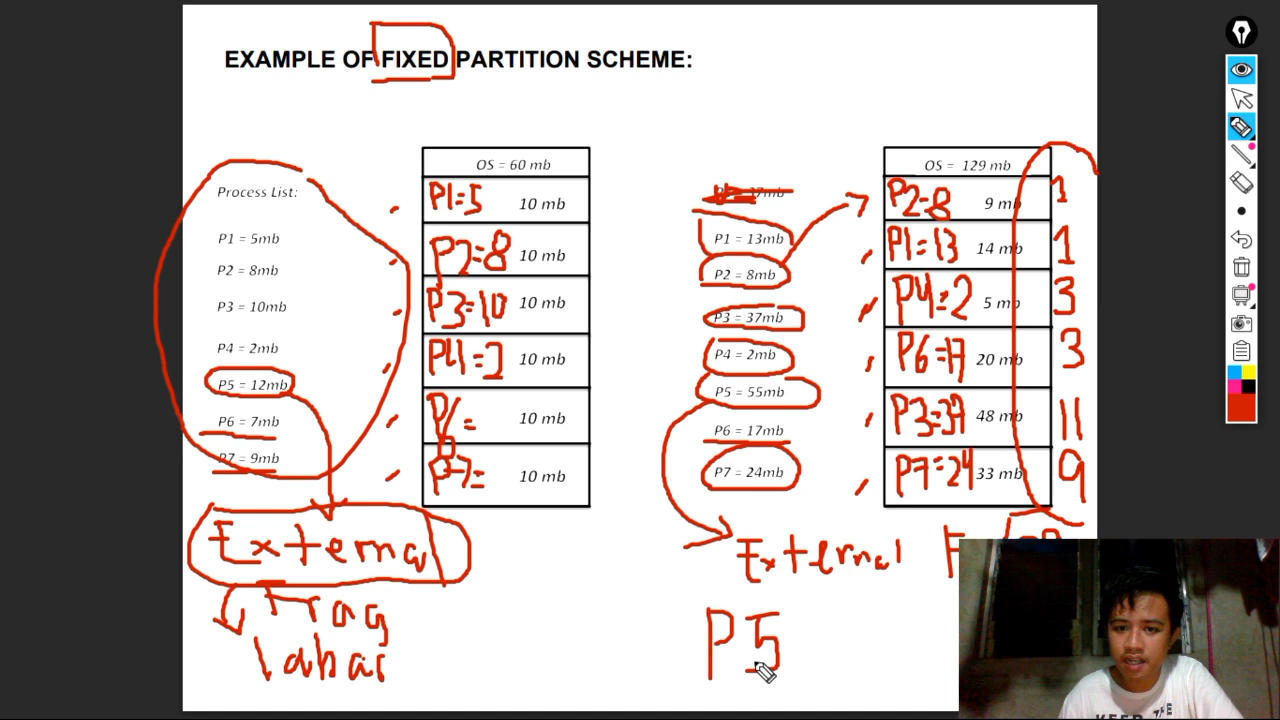 EXAMPLE OF FIXED PARTITION SCHEME:
Process List:
P1 = 5mb
P2 = 8mb
P3 = 10mb
P4 = 2mb
P5 = 12mb
P6 = 7mb
P7 = 9mb
OS = 60 mb
P1=5 10 mb
P2=8 10 mb
P3=10 10 mb
P4=2 10 mb
10 mb
P7= 10 mb
External
frag
labas
P1 = 13mb
P2 = 8mb
P3 = 37mb
P4 = 2mb
P5 = 55mb
P6 = 17mb
P7 = 24mb
OS = 129 mb
P2=8 9 mb 1
P1=13 14 mb 1
P4=2 5 mb 3
P6=17 20 mb 3
P3=37 48 mb 11
P7=24 33 mb 9
External
P5
KEEP